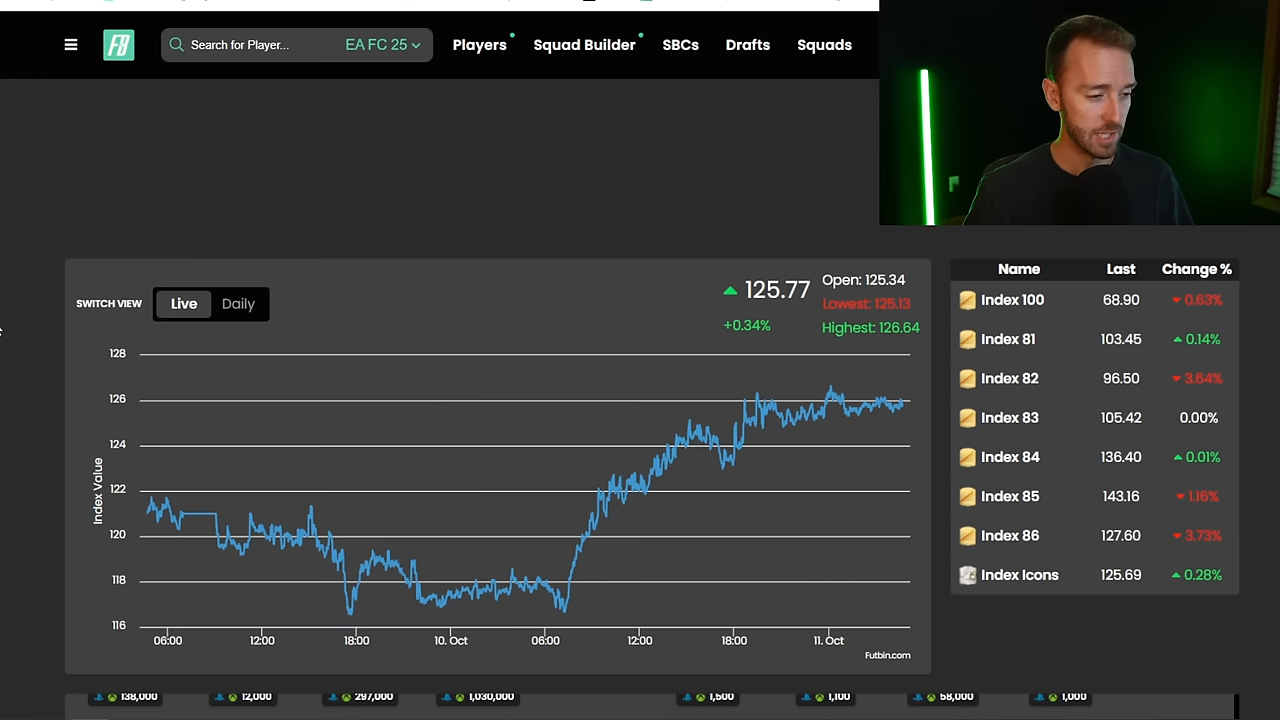 FB Search for Player... EA FC 25 Players Squad Builder SBCs Drafts Squads
SWITCH VIEW Live Daily
125.77
+0.34%
Open: 125.34
Lowest: 125.13
Highest: 126.64
128
126
124
122
120
118
116
Index Value
06:00 12:00 18:00 10. Oct 06:00 12:00 18:00 11. Oct
Futbin.com
Name Last Change %
Index 100 68.90 0.63%
Index 81 103.45 0.14%
Index 82 96.50 3.64%
Index 83 105.42 0.00%
Index 84 136.40 0.01%
Index 85 143.16 1.16%
Index 86 127.60 3.73%
Index Icons 125.69 0.28%
138,000 12,000 297,000 1,030,000 1,500 1,100 58,000 1,000